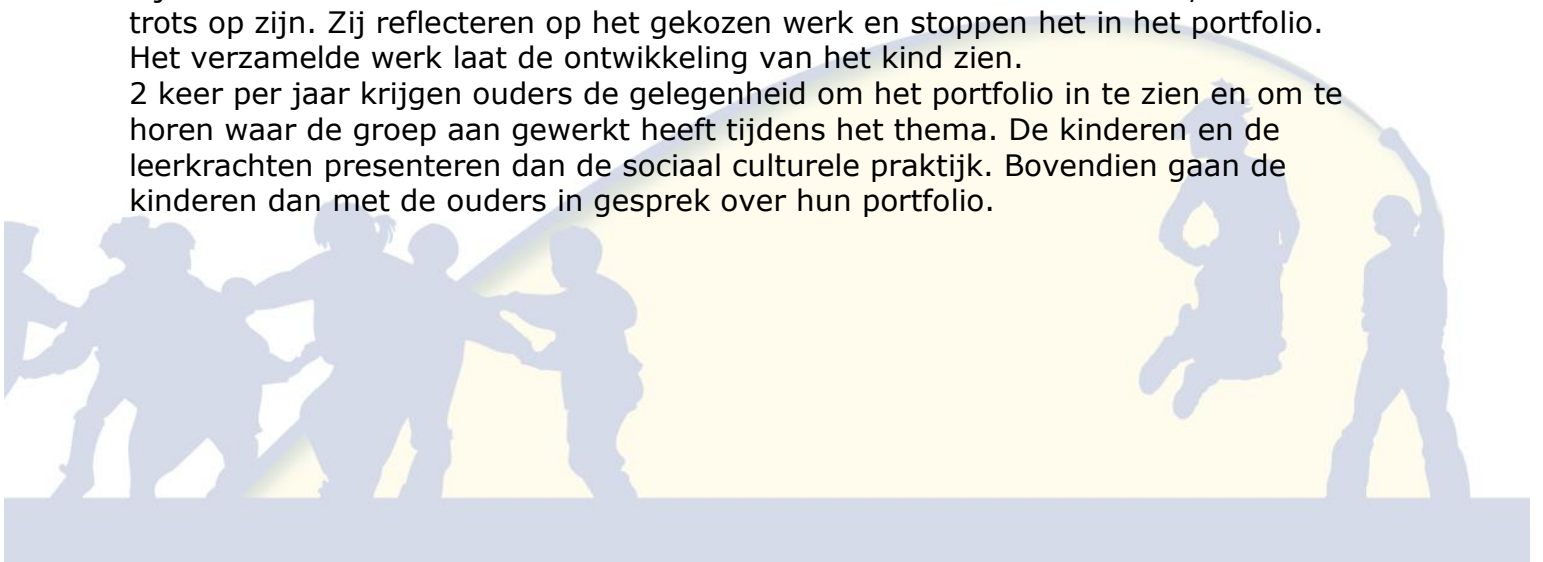 trots op zijn. Zij reflecteren op het gekozen werk en stoppen het in het portfolio.
Het verzamelde werk laat de ontwikkeling van het kind zien.
2 keer per jaar krijgen ouders de gelegenheid om het portfolio in te zien en om te
horen waar de groep aan gewerkt heeft tijdens het thema. De kinderen en de
leerkrachten presenteren dan de sociaal culturele praktijk. Bovendien gaan de
kinderen dan met de ouders in gesprek over hun portfolio.